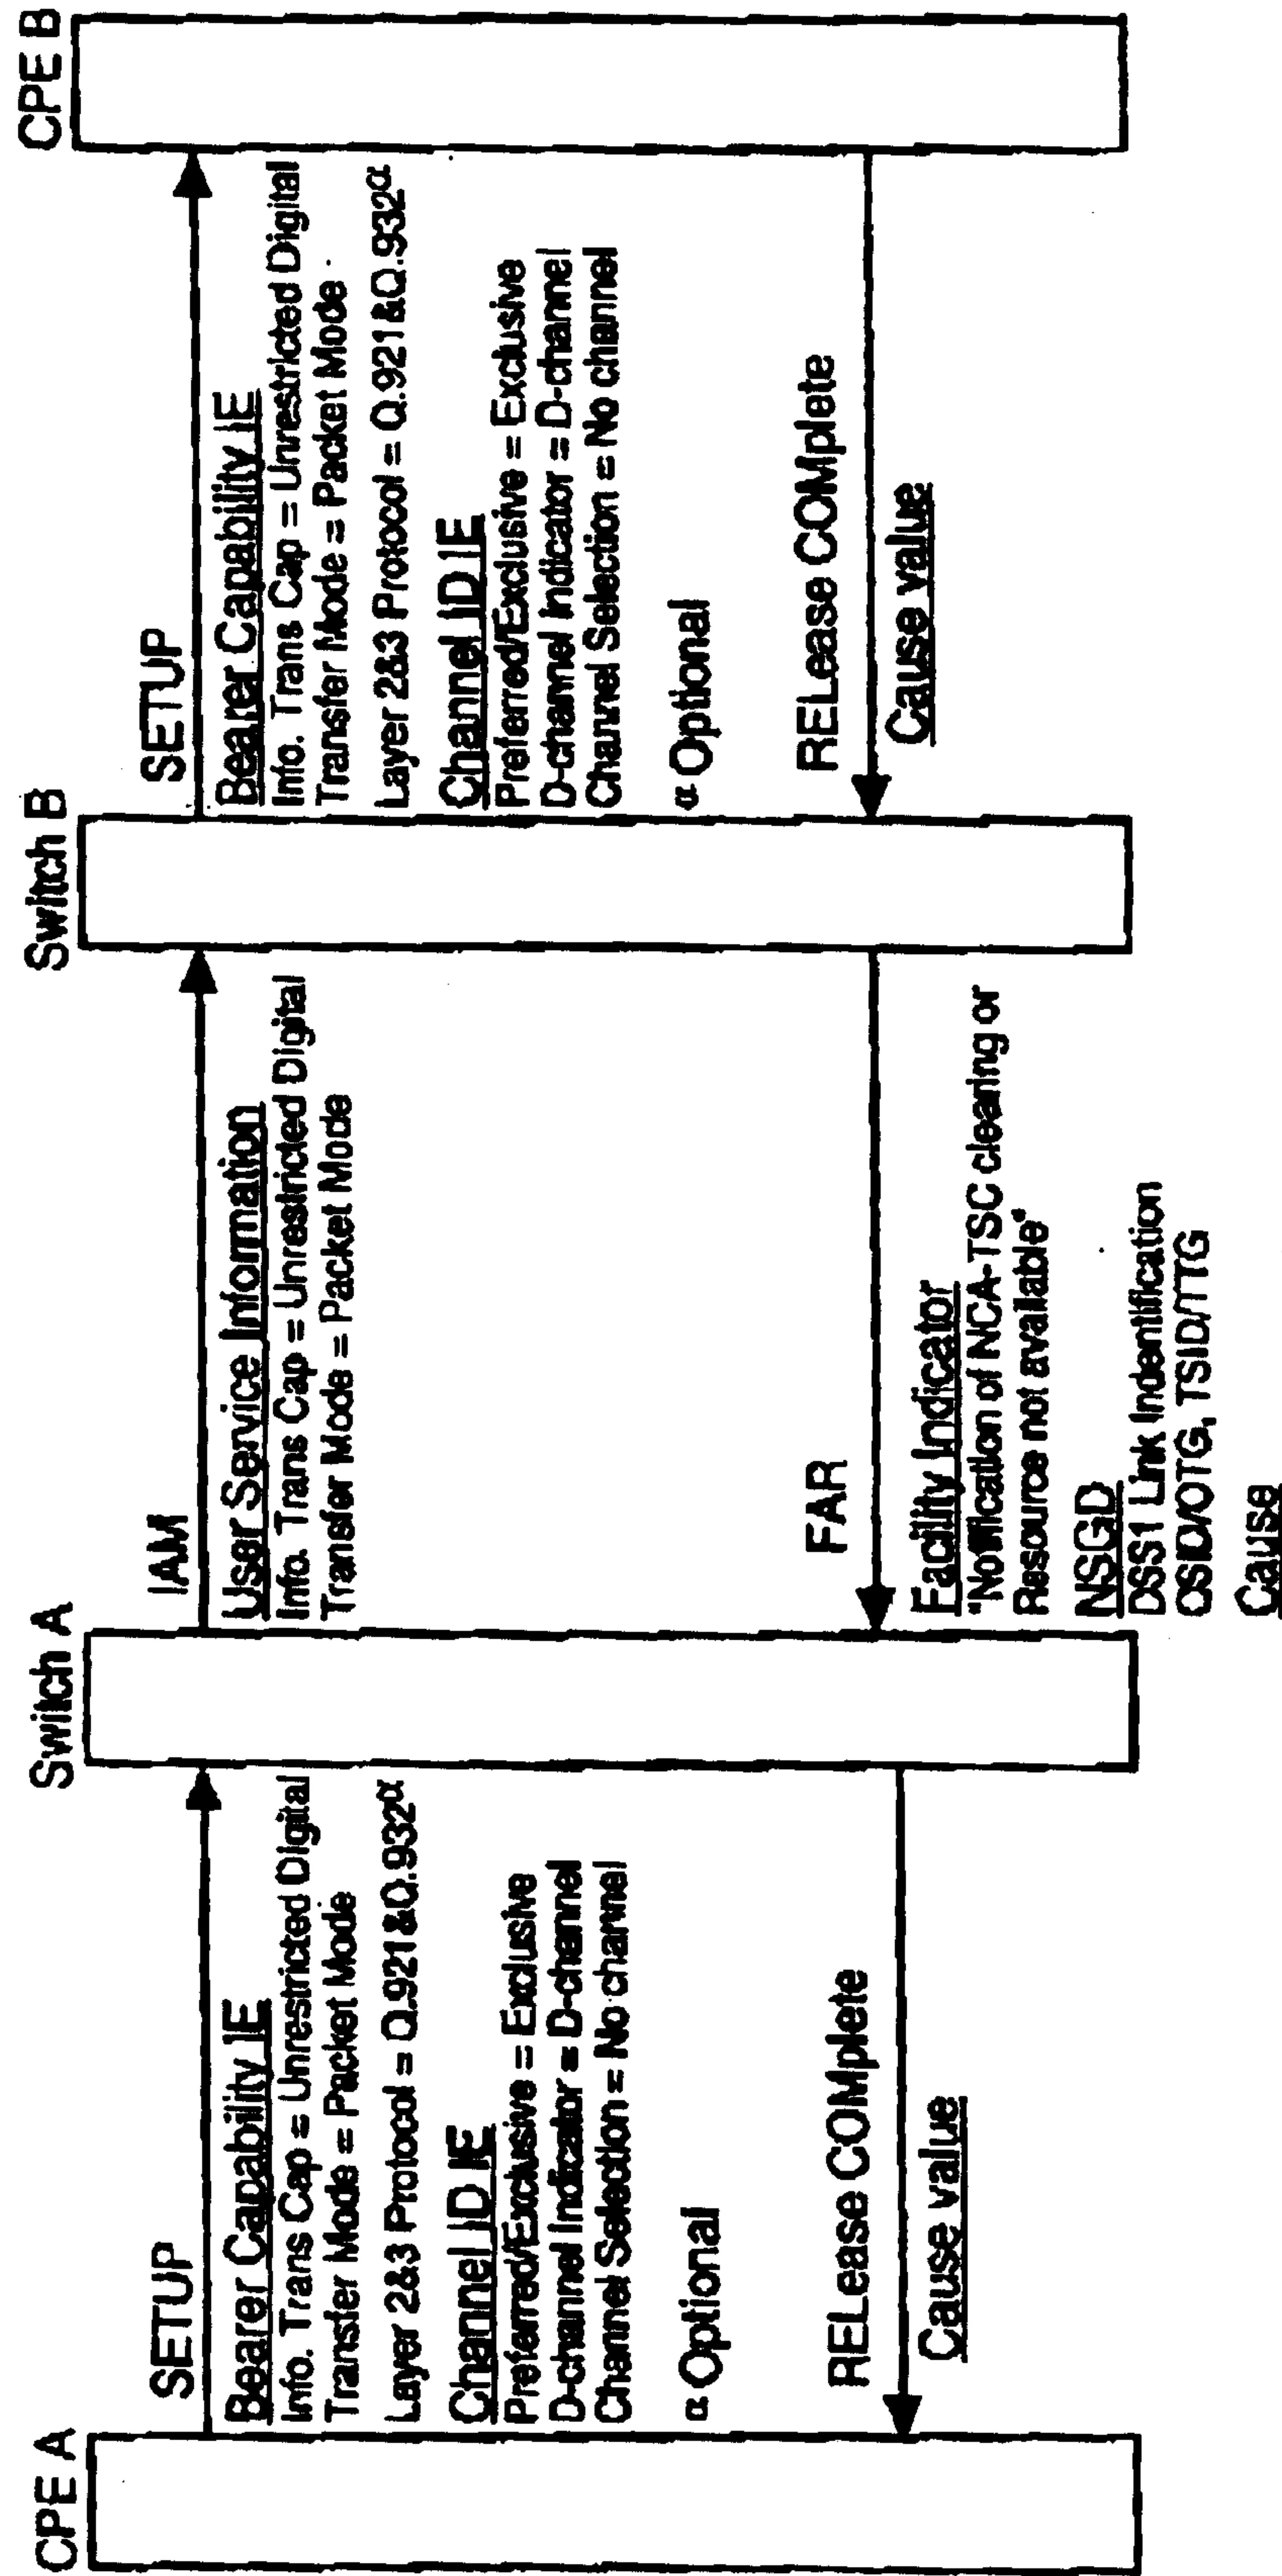 CPE A
Switch A
Switch B
CPE B
SETUP
Bearer Capability IE
Info. Trans Cap = Unrestricted Digital
Transfer Mode = Packet Mode
Layer 2&3 Protocol = Q.921&Q.932α
Channel ID IE
Preferred/Exclusive = Exclusive
D-channel Indicator = D-channel
Channel Selection = No channel
α Optional
RELease COMplete
Cause value
IAM
User Service Information
Info. Trans Cap = Unrestricted Digital
Transfer Mode = Packet Mode
FAR
Facility Indicator
"Notification of NCA-TSC clearing or
Resource not available"
NSGD
DSS1 Link Indentification
OSID/OTG, TSID/TTG
Cause
SETUP
Bearer Capability IE
Info. Trans Cap = Unrestricted Digital
Transfer Mode = Packet Mode
Layer 2&3 Protocol = Q.921&Q.932α
Channel ID IE
Preferred/Exclusive = Exclusive
D-channel Indicator = D-channel
Channel Selection = No channel
α Optional
RELease COMplete
Cause value